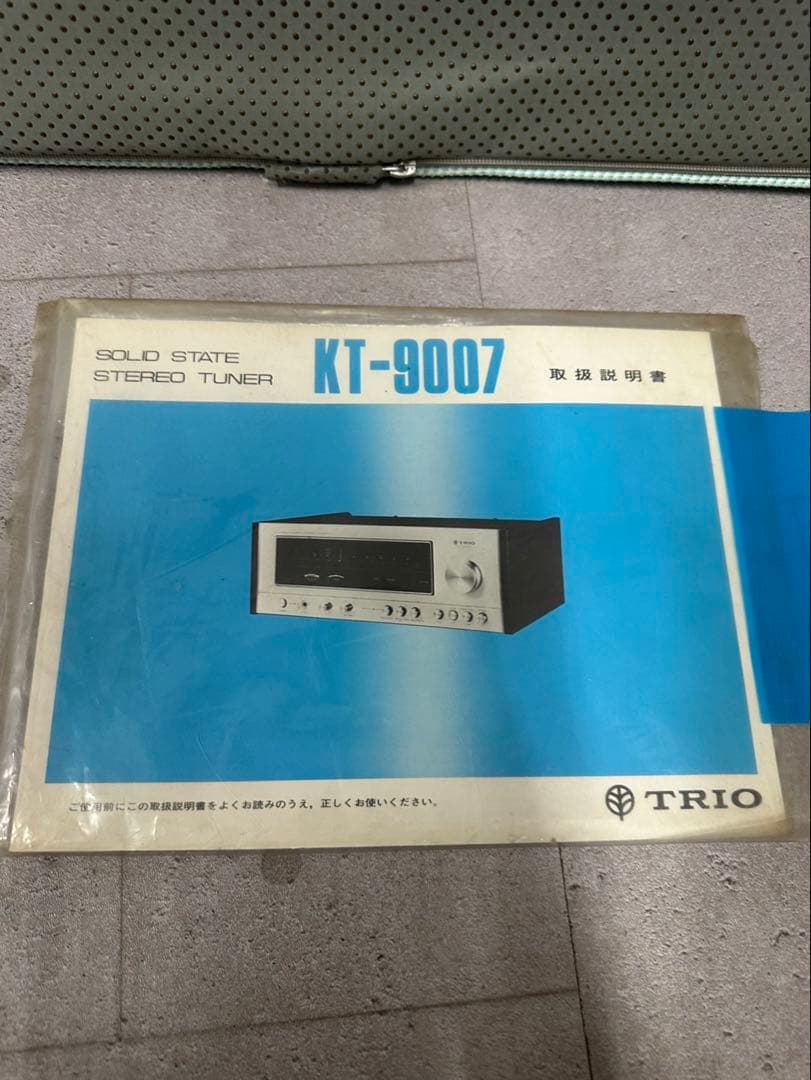 SOLID STATE
STEREO TUNER
KT-9007
取扱説明書
TRIO
ご使用前にこの取扱説明書をよくお読みのうえ，正しくお使いください。
TRIO